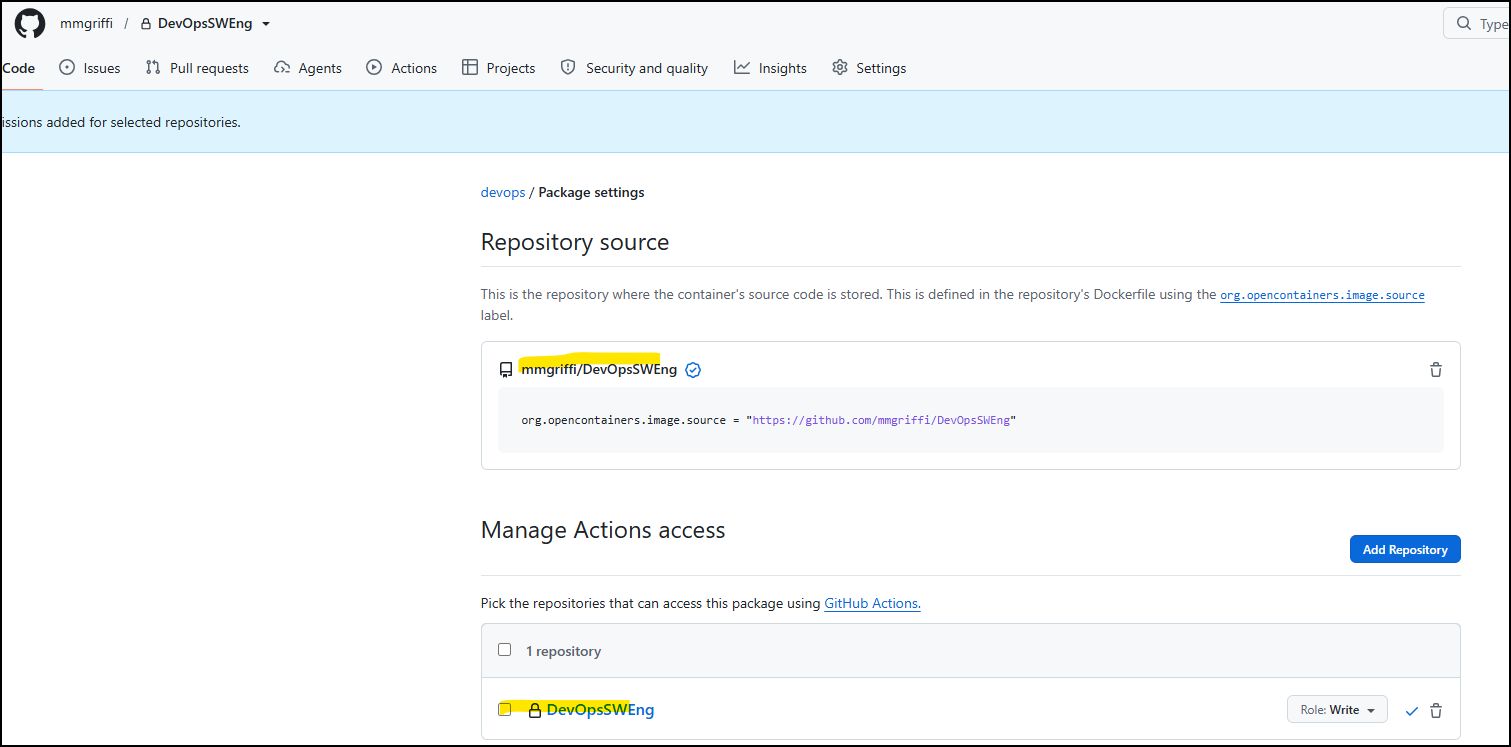 mmgriffi / DevOpsSWEng
Type
Code Issues Pull requests Agents Actions Projects Security and quality Insights Settings
issions added for selected repositories.
devops / Package settings
Repository source
This is the repository where the container's source code is stored. This is defined in the repository's Dockerfile using the org.opencontainers.image.source
label.
mmgriffi/DevOpsSWEng
org.opencontainers.image.source = "https://github.com/mmgriffi/DevOpsSWEng"
Manage Actions access
Add Repository
Pick the repositories that can access this package using GitHub Actions.
1 repository
DevOpsSWEng
Role: Write